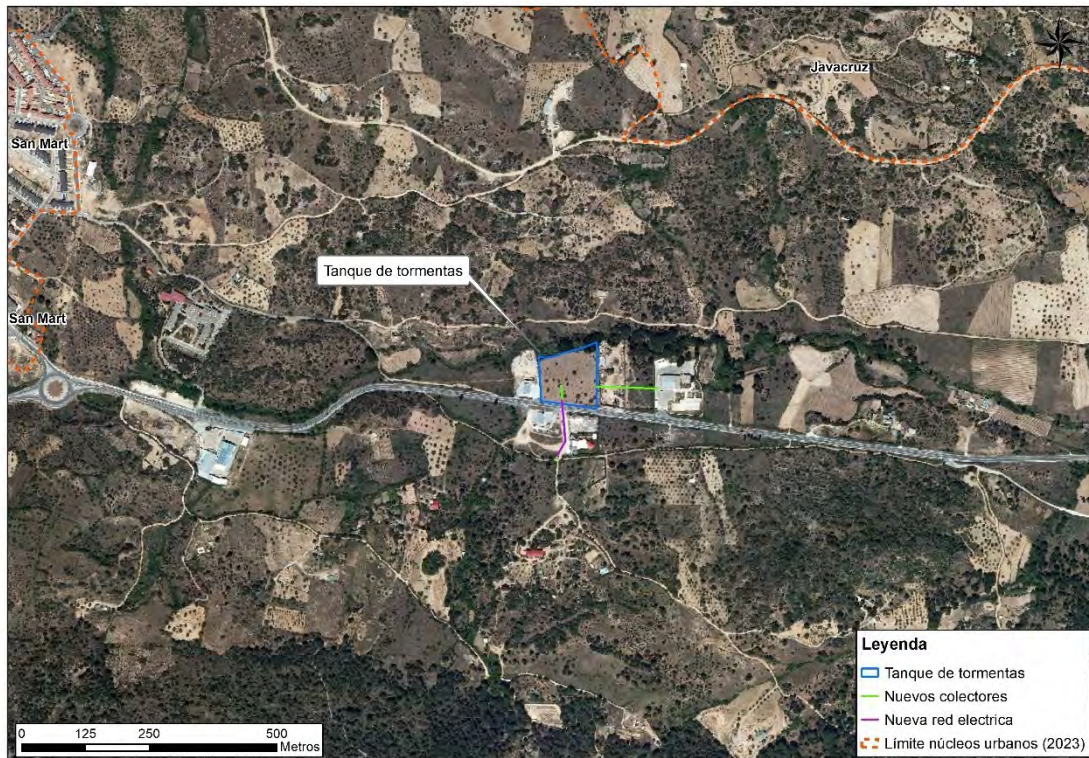 Javacruz
San Mart
Tanque de tormentas
San Mart
Leyenda
Tanque de tormentas
Nuevos colectores
Nueva red electrica
Límite núcleos urbanos (2023)
0 125 250 500
Metros